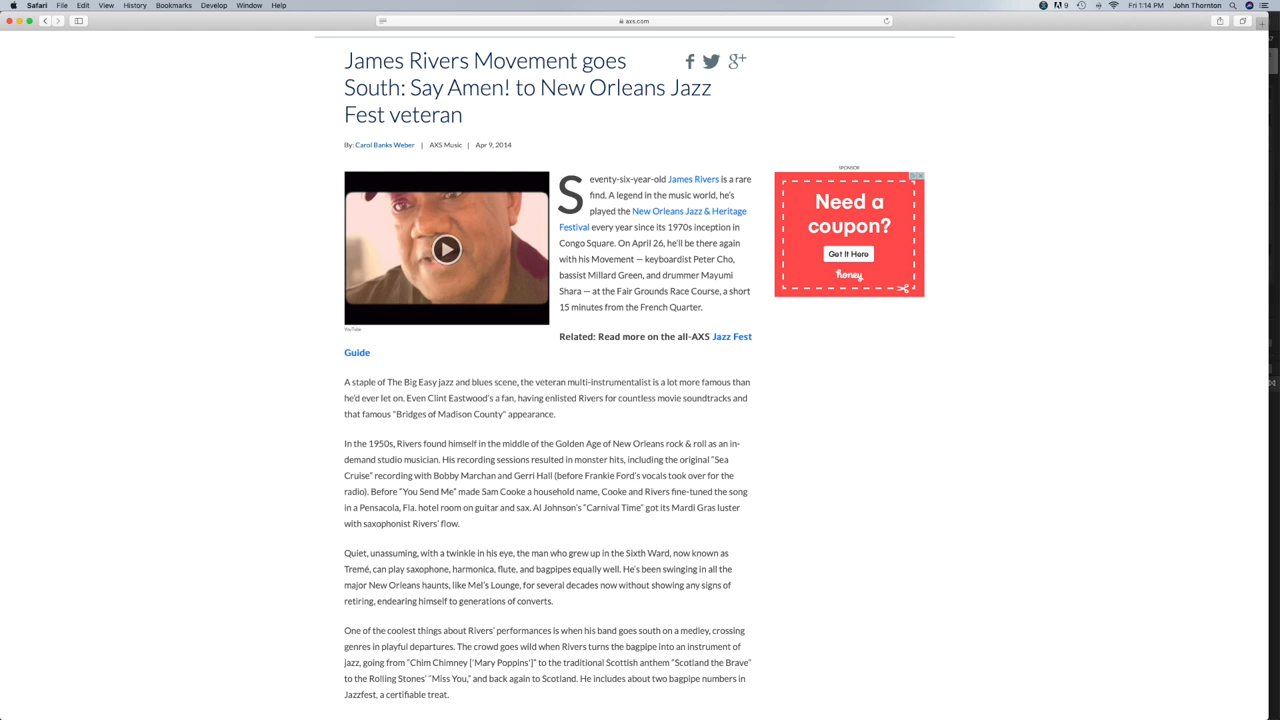 Safari File Edit View History Bookmarks Develop Window Help
9 Fri 1:14 PM John Thornton
axs.com
James Rivers Movement goes
South: Say Amen! to New Orleans Jazz
Fest veteran
f g+
By: Carol Banks Weber | AXS Music | Apr 9, 2014
Seventy-six-year-old James Rivers is a rare
find. A legend in the music world, he's
played the New Orleans Jazz & Heritage
Festival every year since its 1970s inception in
Congo Square. On April 26, he'll be there again
with his Movement — keyboardist Peter Cho,
bassist Millard Green, and drummer Mayumi
Shara — at the Fair Grounds Race Course, a short
15 minutes from the French Quarter.
YouTube
Related: Read more on the all-AXS Jazz Fest
Guide
A staple of The Big Easy jazz and blues scene, the veteran multi-instrumentalist is a lot more famous than
he'd ever let on. Even Clint Eastwood's a fan, having enlisted Rivers for countless movie soundtracks and
that famous "Bridges of Madison County" appearance.
In the 1950s, Rivers found himself in the middle of the Golden Age of New Orleans rock & roll as an in-
demand studio musician. His recording sessions resulted in monster hits, including the original "Sea
Cruise" recording with Bobby Marchan and Gerri Hall (before Frankie Ford's vocals took over for the
radio). Before "You Send Me" made Sam Cooke a household name, Cooke and Rivers fine-tuned the song
in a Pensacola, Fla. hotel room on guitar and sax. Al Johnson's "Carnival Time" got its Mardi Gras luster
with saxophonist Rivers' flow.
Quiet, unassuming, with a twinkle in his eye, the man who grew up in the Sixth Ward, now known as
Tremé, can play saxophone, harmonica, flute, and bagpipes equally well. He's been swinging in all the
major New Orleans haunts, like Mel's Lounge, for several decades now without showing any signs of
retiring, endearing himself to generations of converts.
One of the coolest things about Rivers' performances is when his band goes south on a medley, crossing
genres in playful departures. The crowd goes wild when Rivers turns the bagpipe into an instrument of
jazz, going from "Chim Chimney ['Mary Poppins']" to the traditional Scottish anthem "Scotland the Brave"
to the Rolling Stones' "Miss You," and back again to Scotland. He includes about two bagpipe numbers in
Jazzfest, a certifiable treat.
SPONSOR
Need a
coupon?
Get It Here
honey